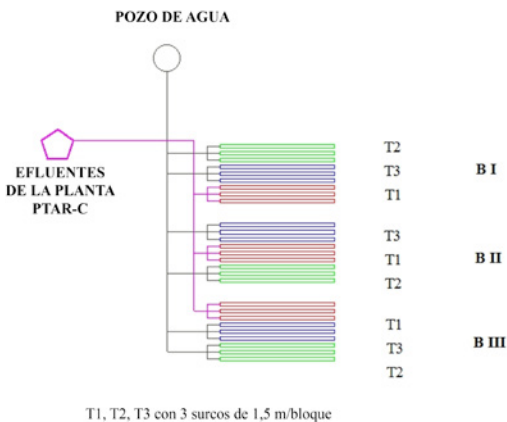 POZO DE AGUA
EFLUENTES
DE LA PLANTA
PTAR-C
T2
T3
B I
T1
T3
T1
B II
T2
T1
T3
B III
T2
T1, T2, T3 con 3 surcos de 1,5 m/bloque